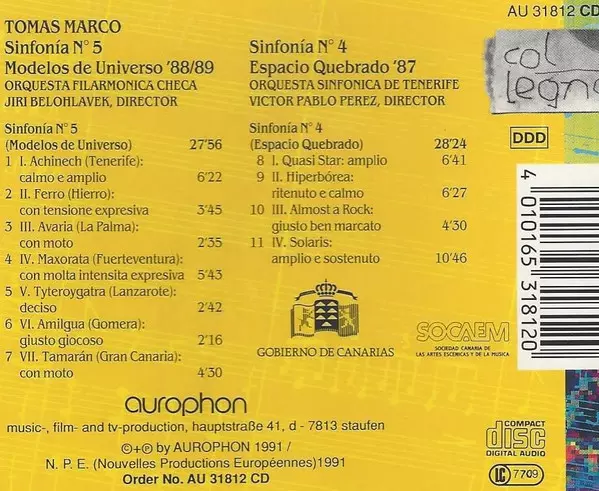 AU 31812 CD
TOMAS MARCO
Sinfonía N° 5
Modelos de Universo '88/89
ORQUESTA FILARMONICA CHECA
JIRI BELOHLAVEK, DIRECTOR
Sinfonía N° 4
Espacio Quebrado '87
ORQUESTA SINFONICA DE TENERIFE
VICTOR PABLO PEREZ, DIRECTOR
col
legno
DDD
Sinfonía N° 5
(Modelos de Universo) 27'56
1 I. Achinech (Tenerife):
calmo e amplio 6'22
2 II. Ferro (Hierro):
con tensione expresiva 3'45
3 III. Avaria (La Palma):
con moto 2'35
4 IV. Maxorata (Fuerteventura):
con molta intensita expresiva 5'43
5 V. Tyteroygatra (Lanzarote):
deciso 2'42
6 VI. Amilgua (Gomera):
giusto giocoso 2'16
7 VII. Tamarán (Gran Canaria):
con moto 4'30
Sinfonía N° 4
(Espacio Quebrado) 28'24
8 I. Quasi Star: amplio 6'41
9 II. Hiperbórea:
ritenuto e calmo 6'27
10 III. Almost a Rock:
giusto ben marcato 4'30
11 IV. Solaris:
amplio e sostenuto 10'46
GOBIERNO DE CANARIAS
SOCAEM
SOCIEDAD CANARIA DE
LAS ARTES ESCENICAS Y DE LA MUSICA
4 010165 318120
aurophon
music-, film- and tv-production, hauptstraße 41, d - 7813 staufen
©+℗ by AUROPHON 1991 /
N. P. E. (Nouvelles Productions Européennes)1991
Order No. AU 31812 CD
COMPACT
disc
DIGITAL AUDIO
LC 7709